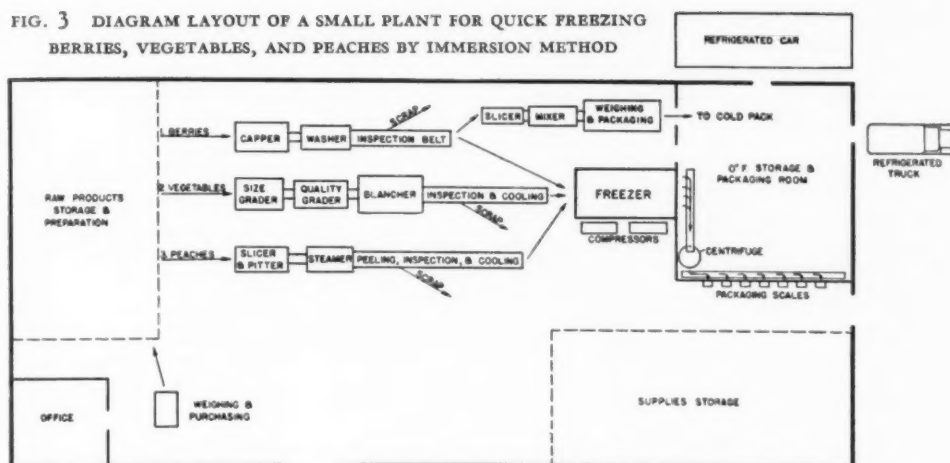 FIG. 3 DIAGRAM LAYOUT OF A SMALL PLANT FOR QUICK FREEZING
BERRIES, VEGETABLES, AND PEACHES BY IMMERSION METHOD
REFRIGERATED CAR
1 BERRIES
CAPPER
WASHER
INSPECTION BELT
SCRAP
SLICER
MIXER
WEIGHING
& PACKAGING
TO COLD PACK
REFRIGERATED
TRUCK
RAW PRODUCTS
STORAGE &
PREPARATION
2 VEGETABLES
SIZE
GRADER
QUALITY
GRADER
BLANCHER
INSPECTION & COOLING
SCRAP
FREEZER
COMPRESSORS
0°F. STORAGE &
PACKAGING ROOM
CENTRIFUGE
PACKAGING SCALES
3 PEACHES
SLICER
& PITTER
STEAMER
PEELING, INSPECTION, & COOLING
SCRAP
OFFICE
WEIGHING &
PURCHASING
SUPPLIES STORAGE